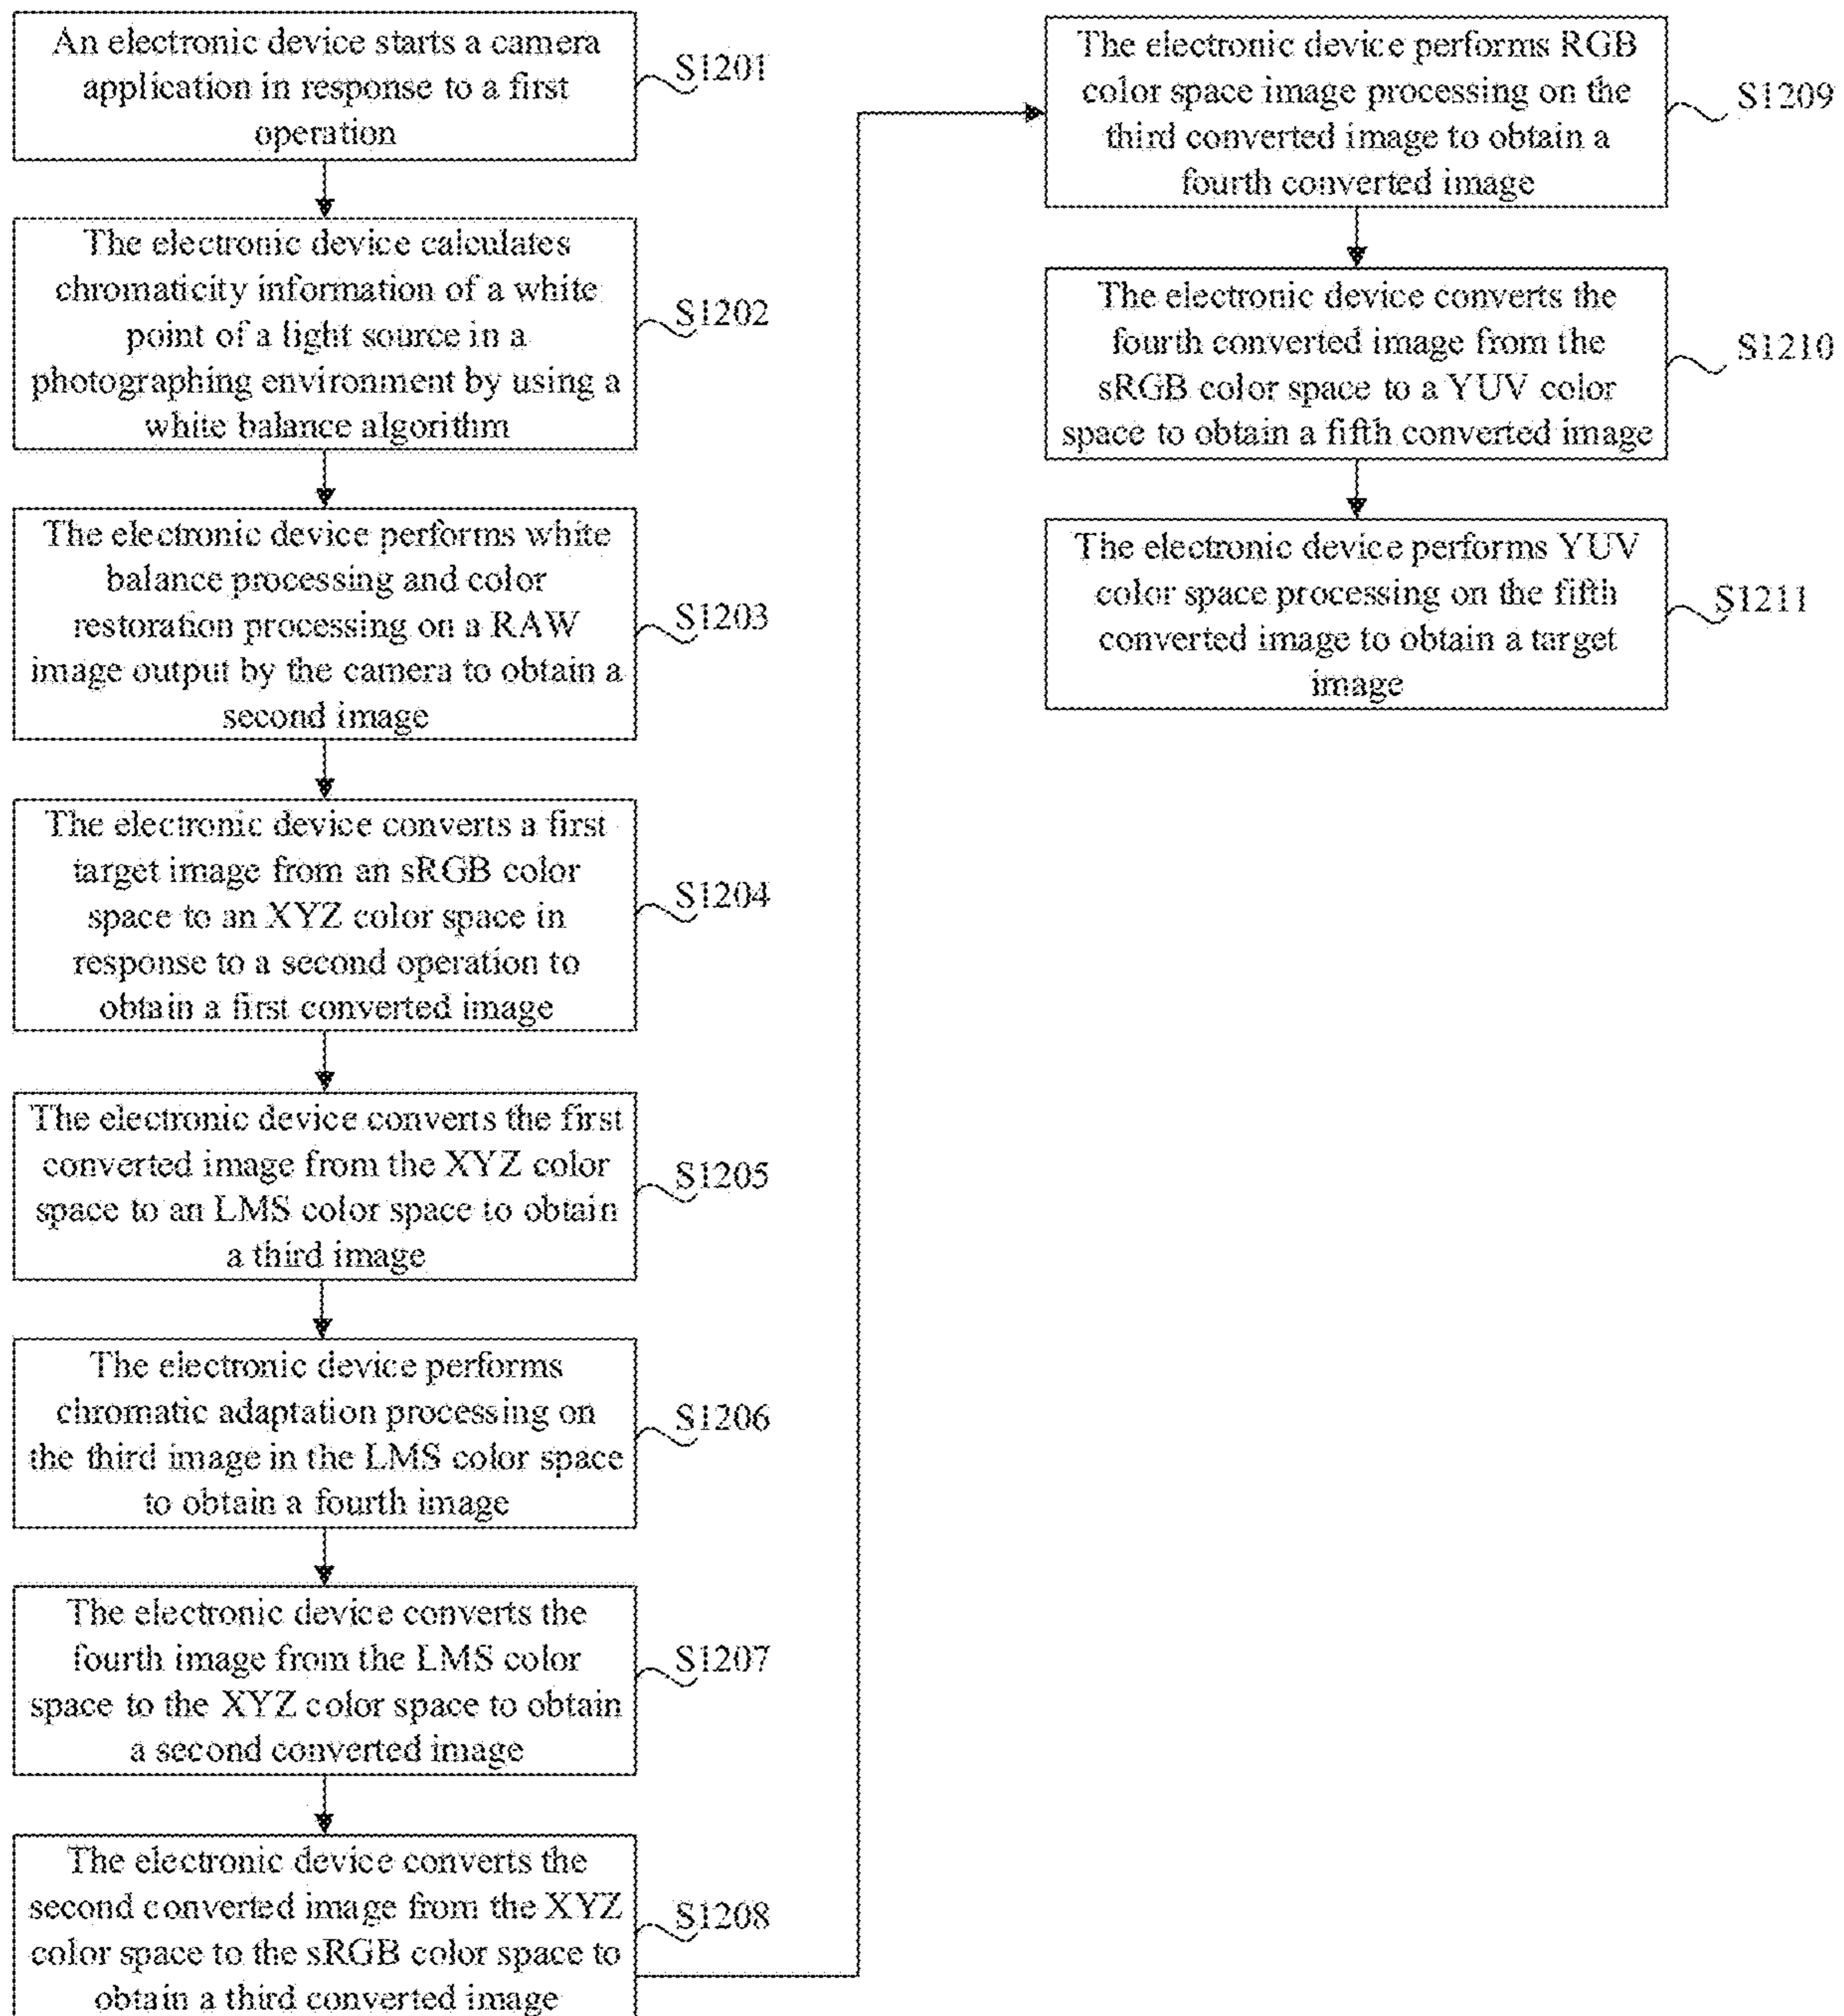 An electronic device starts a camera
application in response to a first
operation
S1201
The electronic device calculates
chromaticity information of a white
point of a light source in a
photographing environment by using a
white balance algorithm
S1202
The electronic device performs white
balance processing and color
restoration processing on a RAW
image output by the camera to obtain a
second image
S1203
The electronic device converts a first
target image from an sRGB color
space to an XYZ color space in
response to a second operation to
obtain a first converted image
S1204
The electronic device converts the first
converted image from the XYZ color
space to an LMS color space to obtain
a third image
S1205
The electronic device performs
chromatic adaptation processing on
the third image in the LMS color space
to obtain a fourth image
S1206
The electronic device converts the
fourth image from the LMS color
space to the XYZ color space to obtain
a second converted image
S1207
The electronic device converts the
second converted image from the XYZ
color space to the sRGB color space to
obtain a third converted image
S1208
The electronic device performs RGB
color space image processing on the
third converted image to obtain a
fourth converted image
S1209
The electronic device converts the
fourth converted image from the
sRGB color space to a YUV color
space to obtain a fifth converted image
S1210
The electronic device performs YUV
color space processing on the fifth
converted image to obtain a target
image
S1211